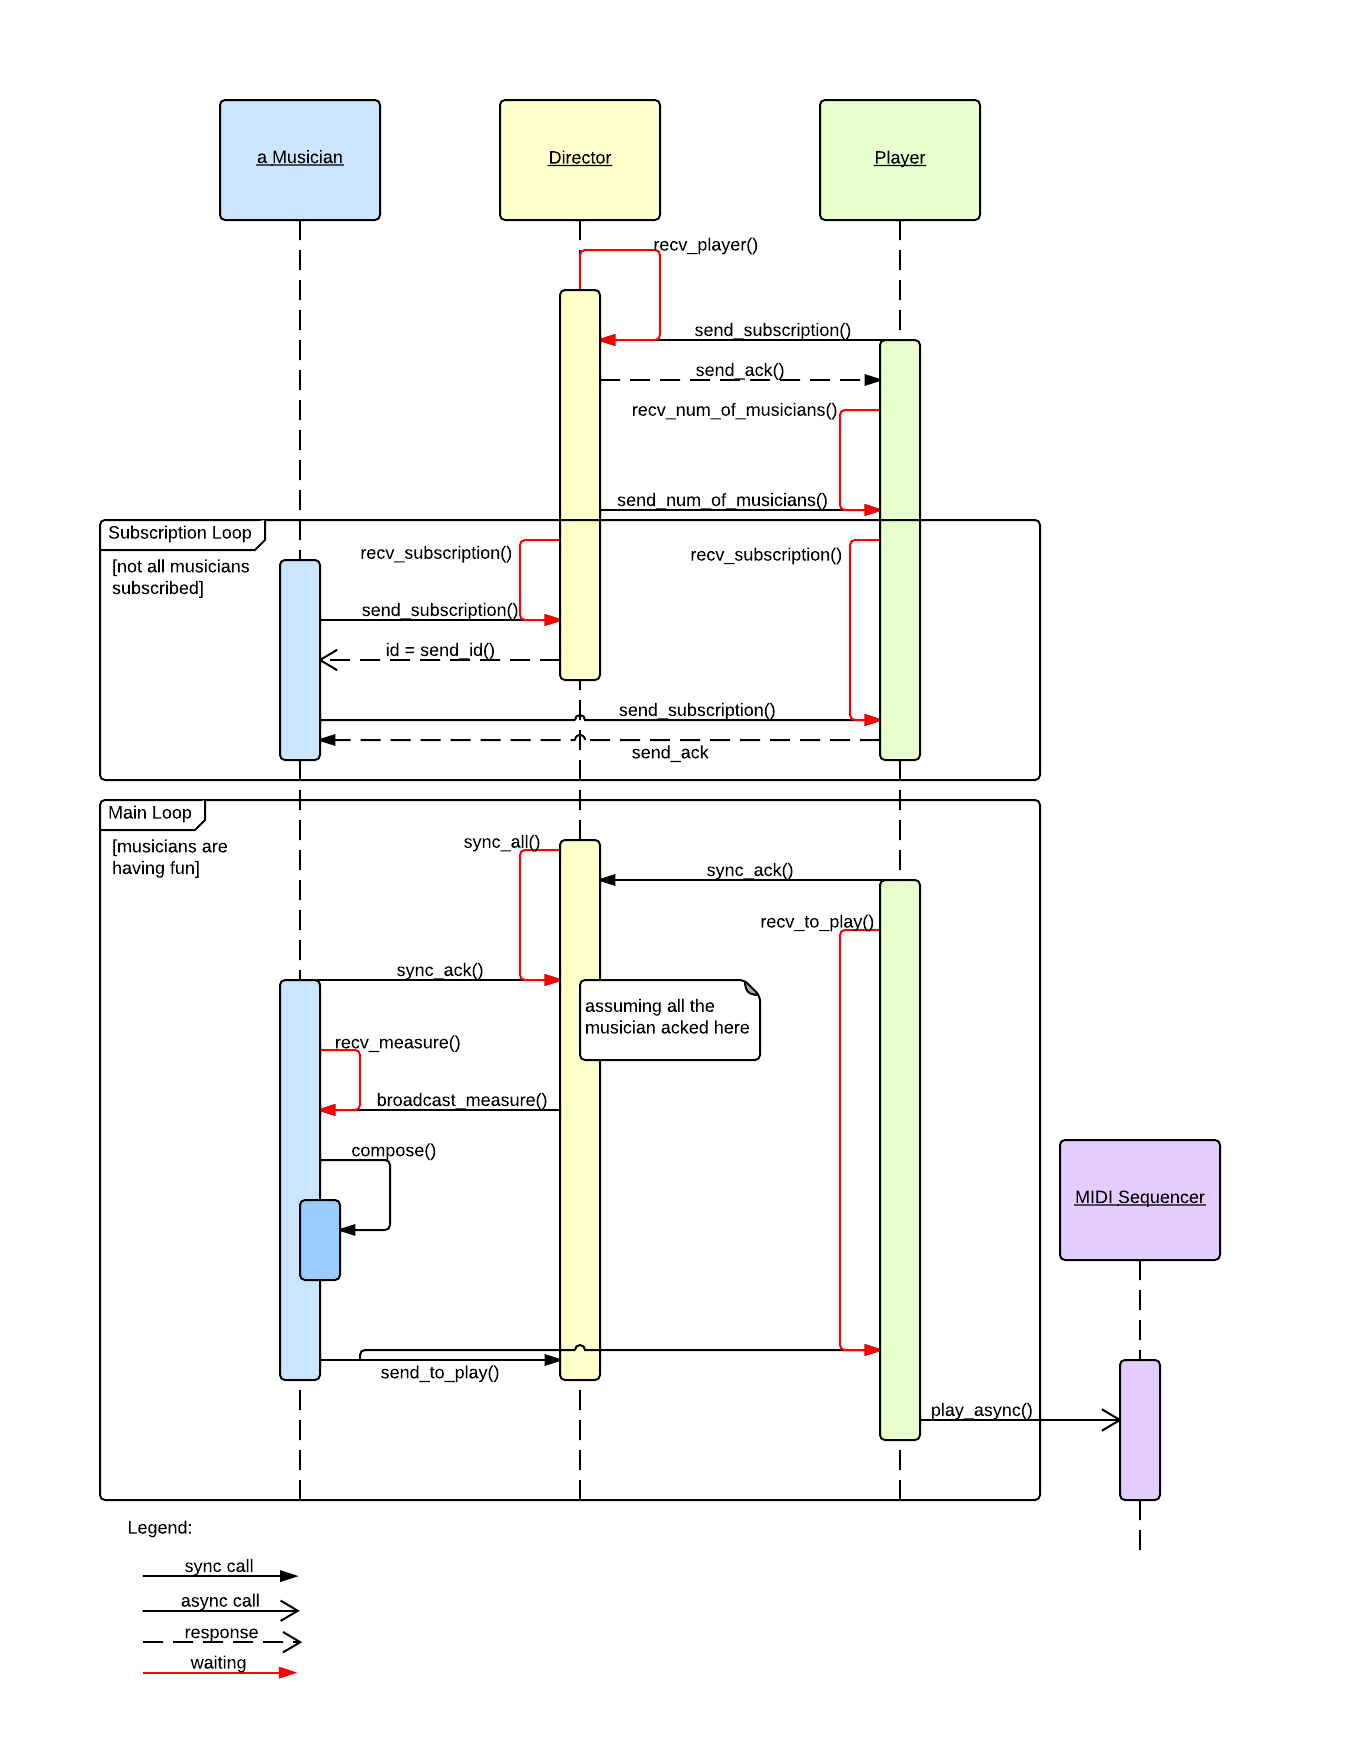 a Musician
Director
Player
recv_player()
send_subscription()
send_ack()
recv_num_of_musicians()
send_num_of_musicians()
Subscription Loop
[not all musicians
subscribed]
recv_subscription()
recv_subscription()
send_subscription()
id = send_id()
send_subscription()
send_ack
Main Loop
[musicians are
having fun]
sync_all()
sync_ack()
recv_to_play()
sync_ack()
assuming all the
musician acked here
recv_measure()
broadcast_measure()
compose()
MIDI Sequencer
send_to_play()
play_async()
Legend:
sync call
async call
response
waiting